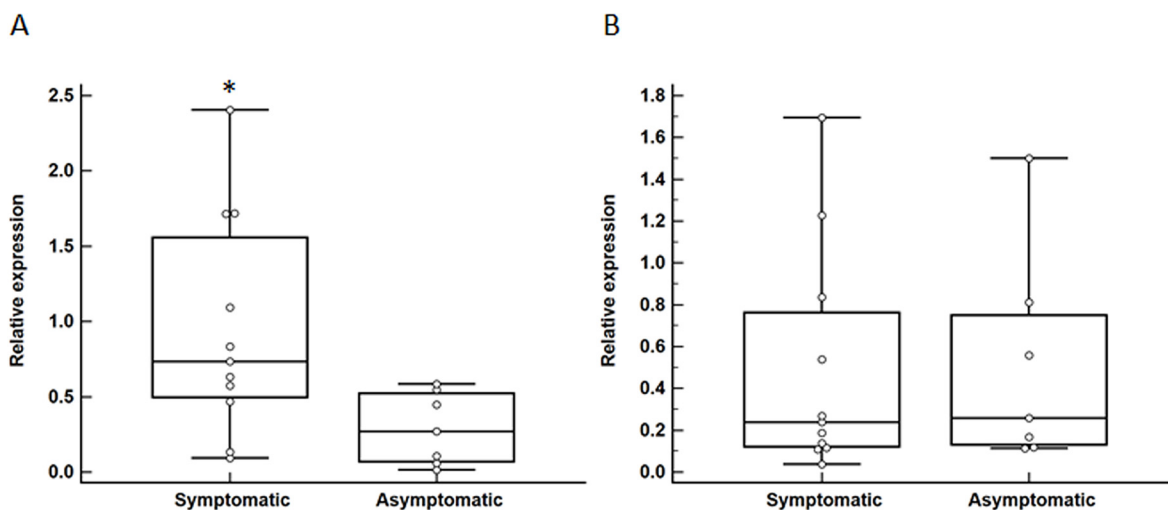 A
B
*
Relative expression
2.5
2.0
1.5
1.0
0.5
0.0
Symptomatic
Asymptomatic
Relative expression
1.8
1.6
1.4
1.2
1.0
0.8
0.6
0.4
0.2
0.0
Symptomatic
Asymptomatic